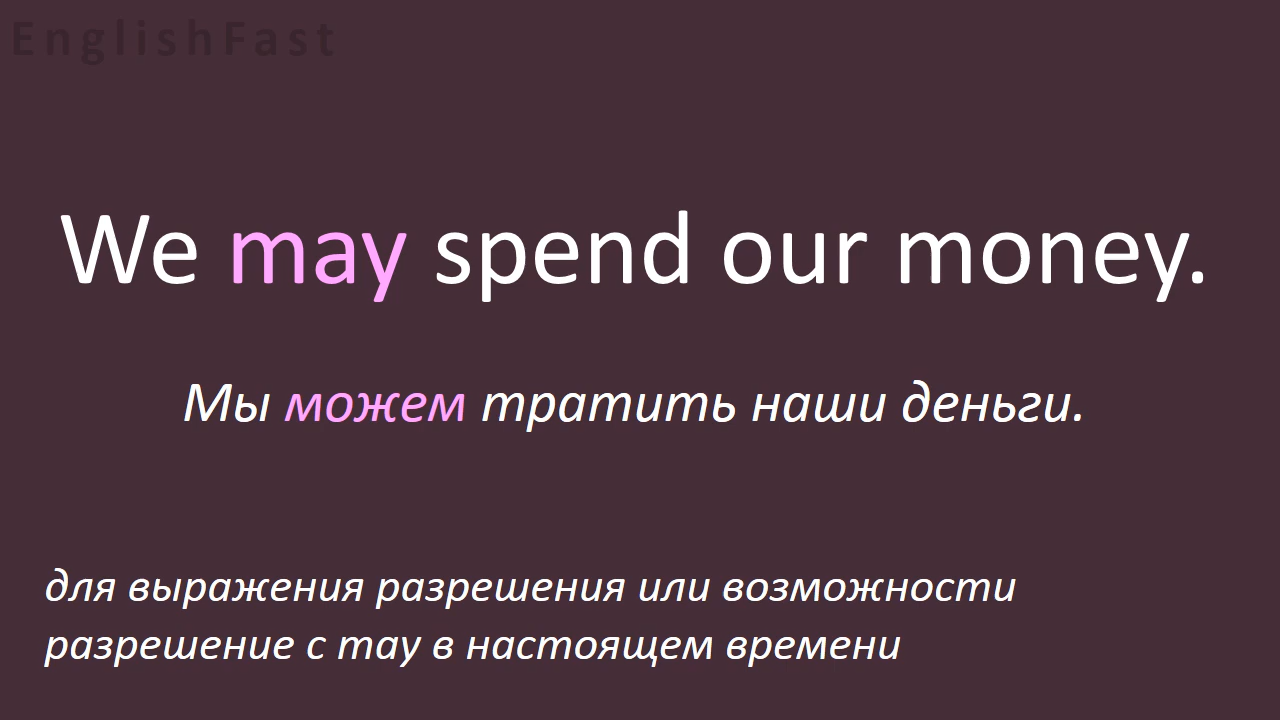 EnglishFast
We may spend our money.
Мы можем тратить наши деньги.
для выражения разрешения или возможности
разрешение с may в настоящем времени